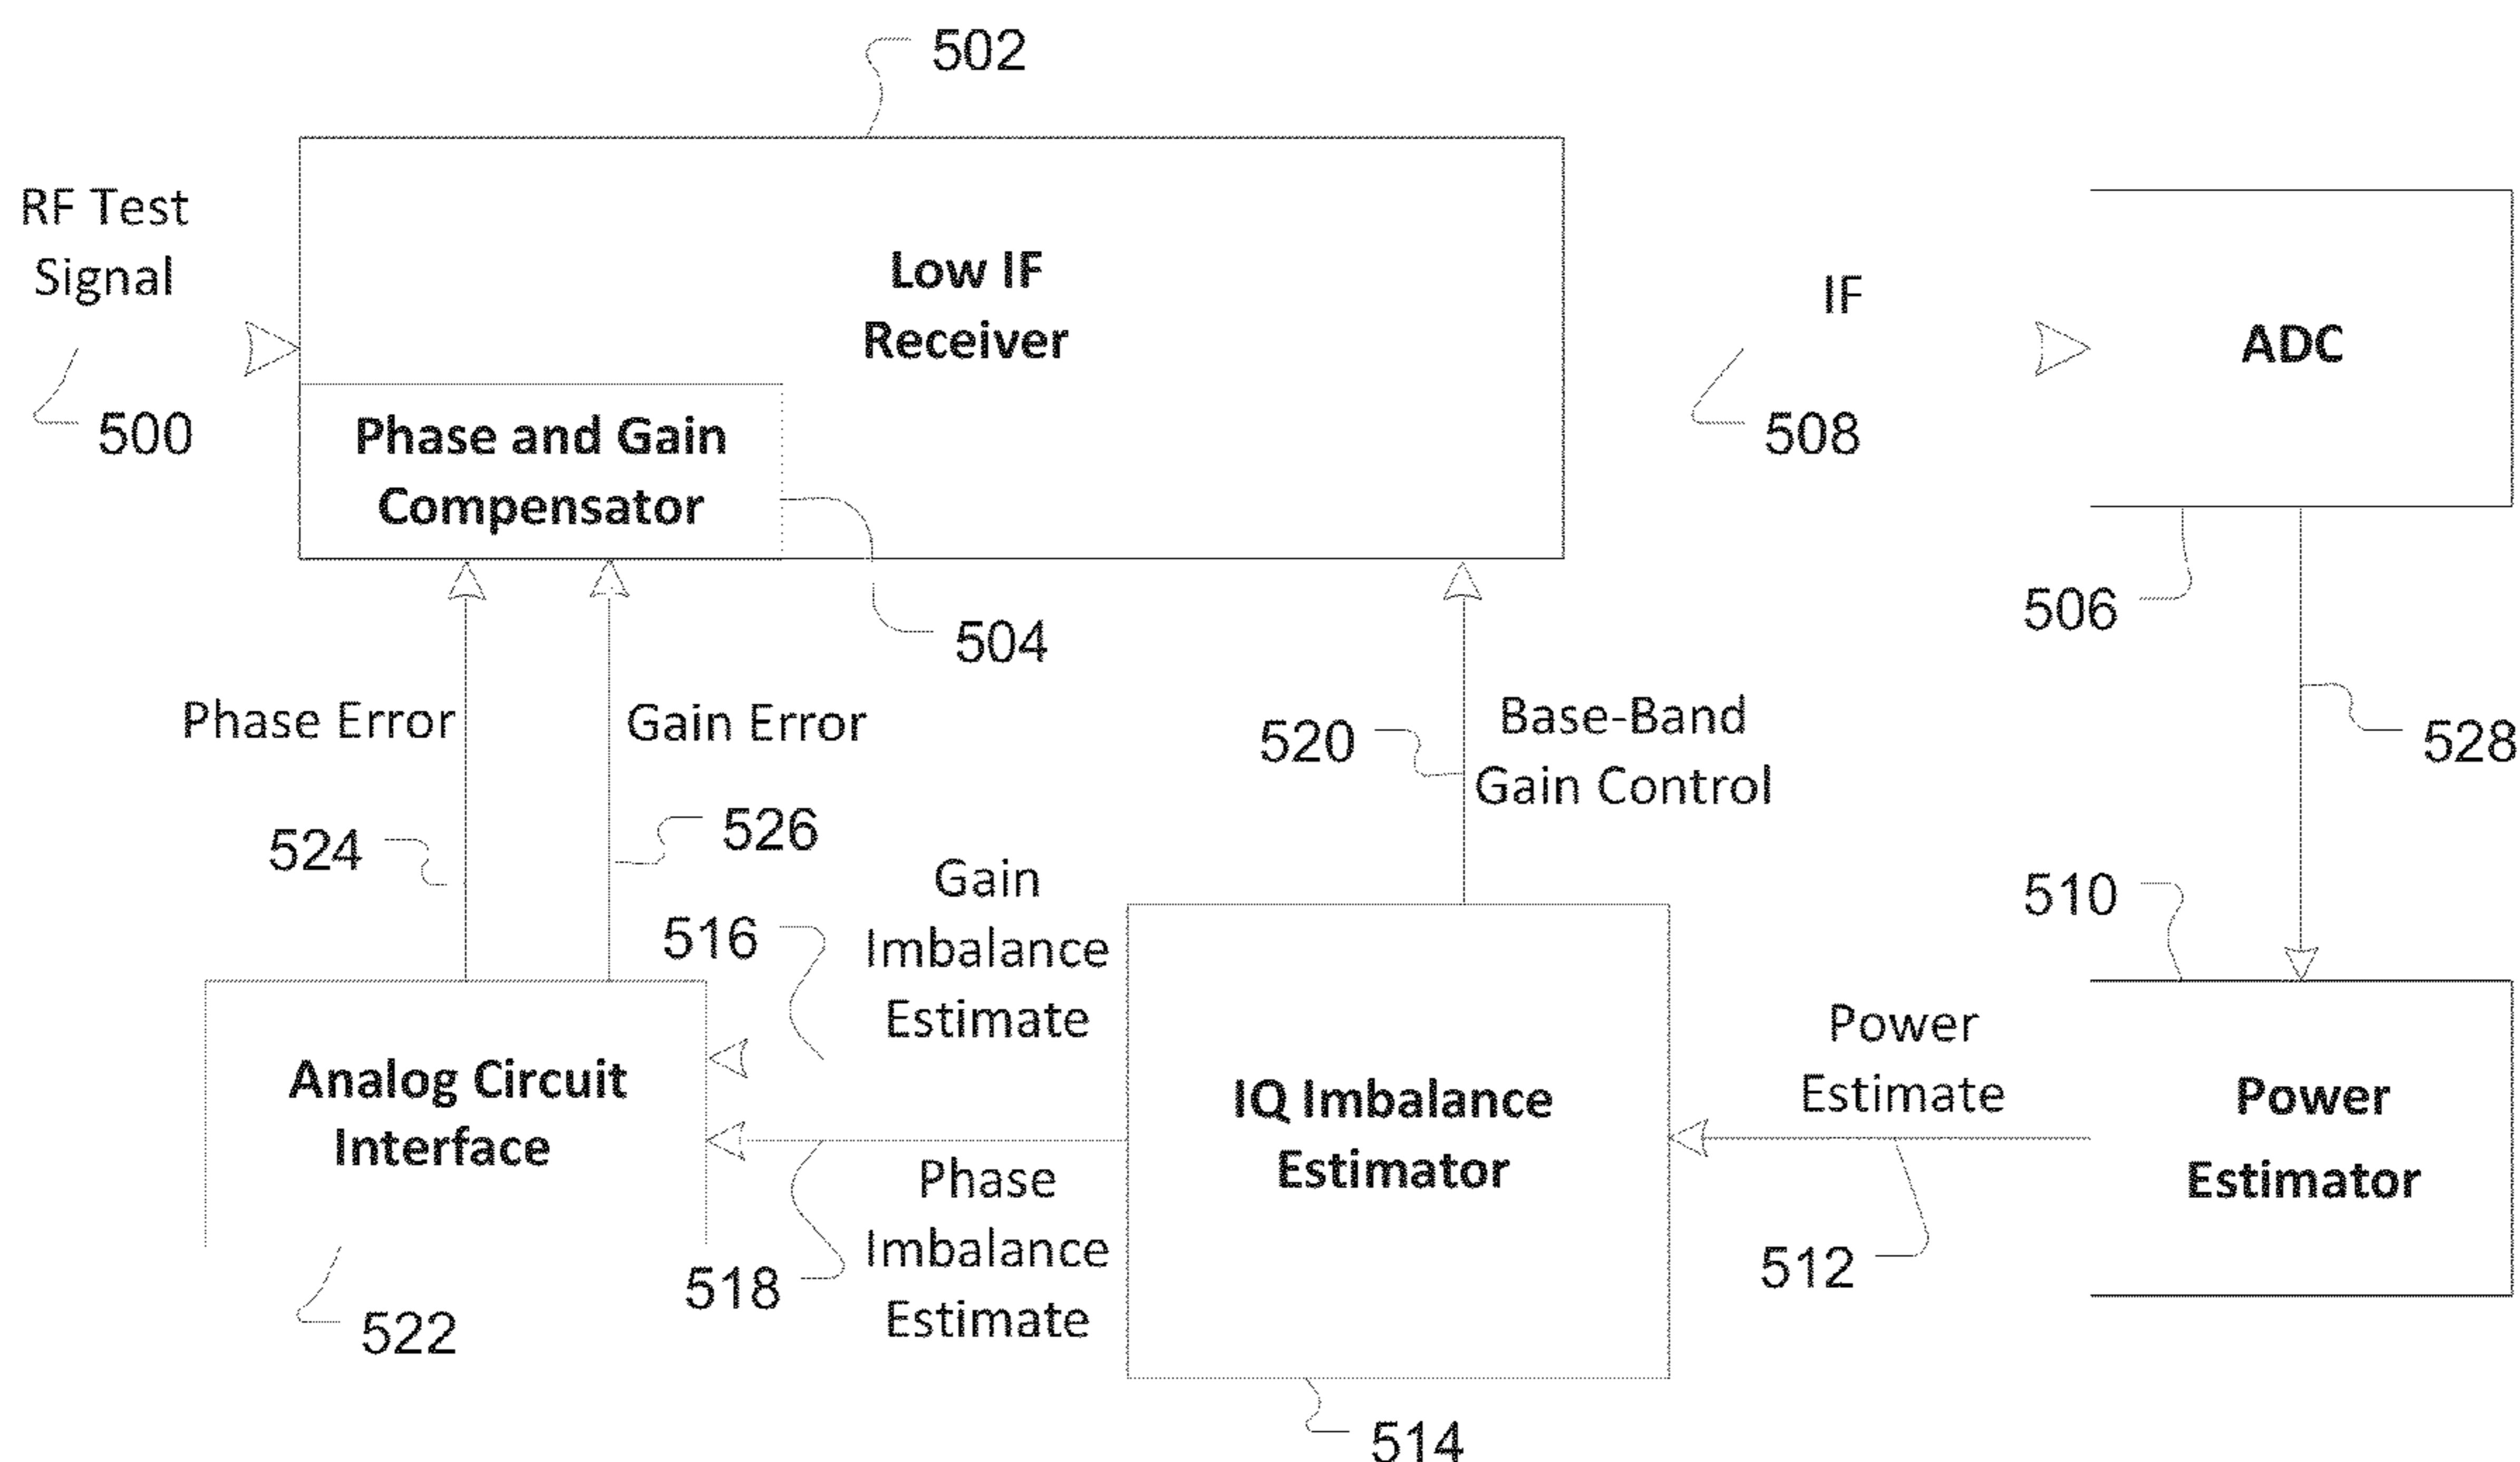 502
RF Test
Signal
500
Low IF
Receiver
Phase and Gain
Compensator
504
IF
508
ADC
506
528
Phase Error
Gain Error
524
526
520
Base-Band
Gain Control
516
Gain
Imbalance
Estimate
510
Analog Circuit
Interface
522
518
Phase
Imbalance
Estimate
IQ Imbalance
Estimator
514
Power
Estimate
512
Power
Estimator